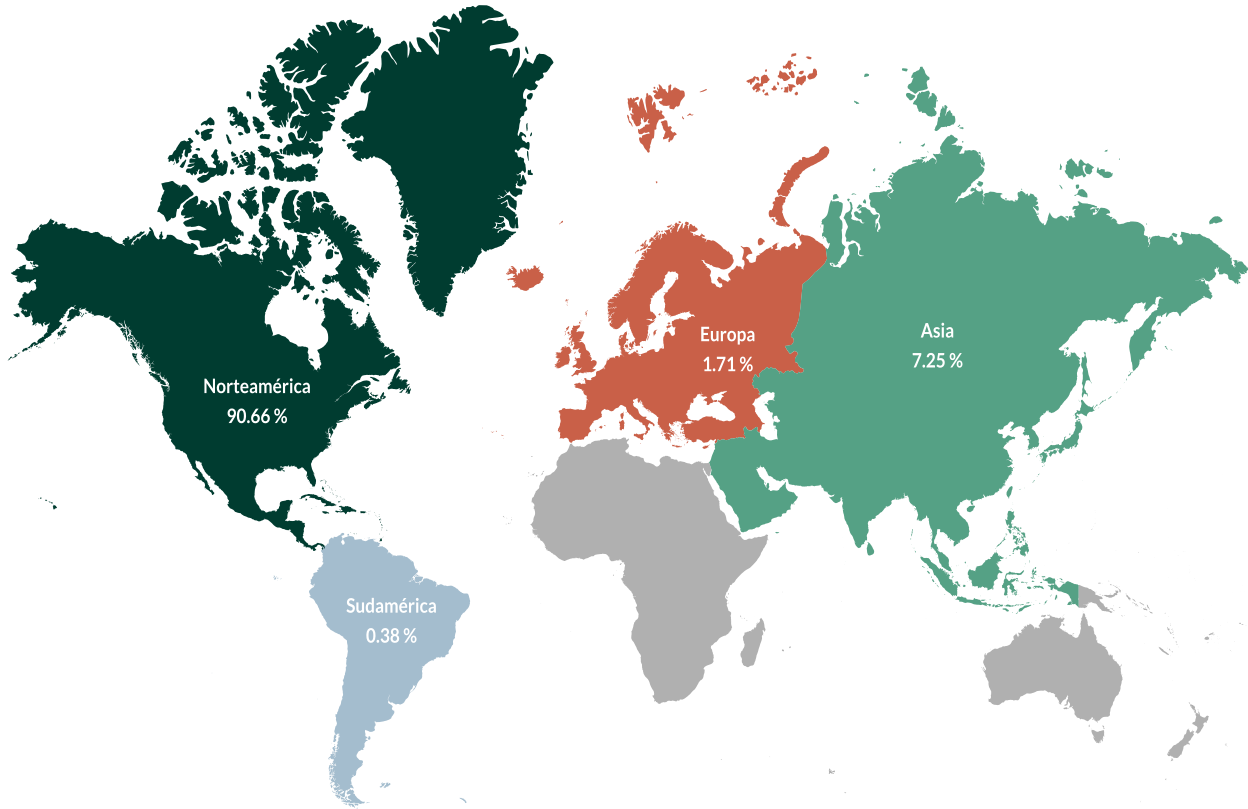 Europa
1.71 %
Asia
7.25 %
Norteamérica
90.66 %
Sudamérica
0.38 %